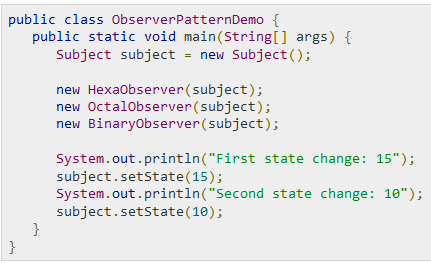 public class ObserverPatternDemo {
   public static void main(String[] args) {
      Subject subject = new Subject();

      new HexaObserver(subject);
      new OctalObserver(subject);
      new BinaryObserver(subject);

      System.out.println("First state change: 15");
      subject.setState(15);
      System.out.println("Second state change: 10");
      subject.setState(10);
   }
}